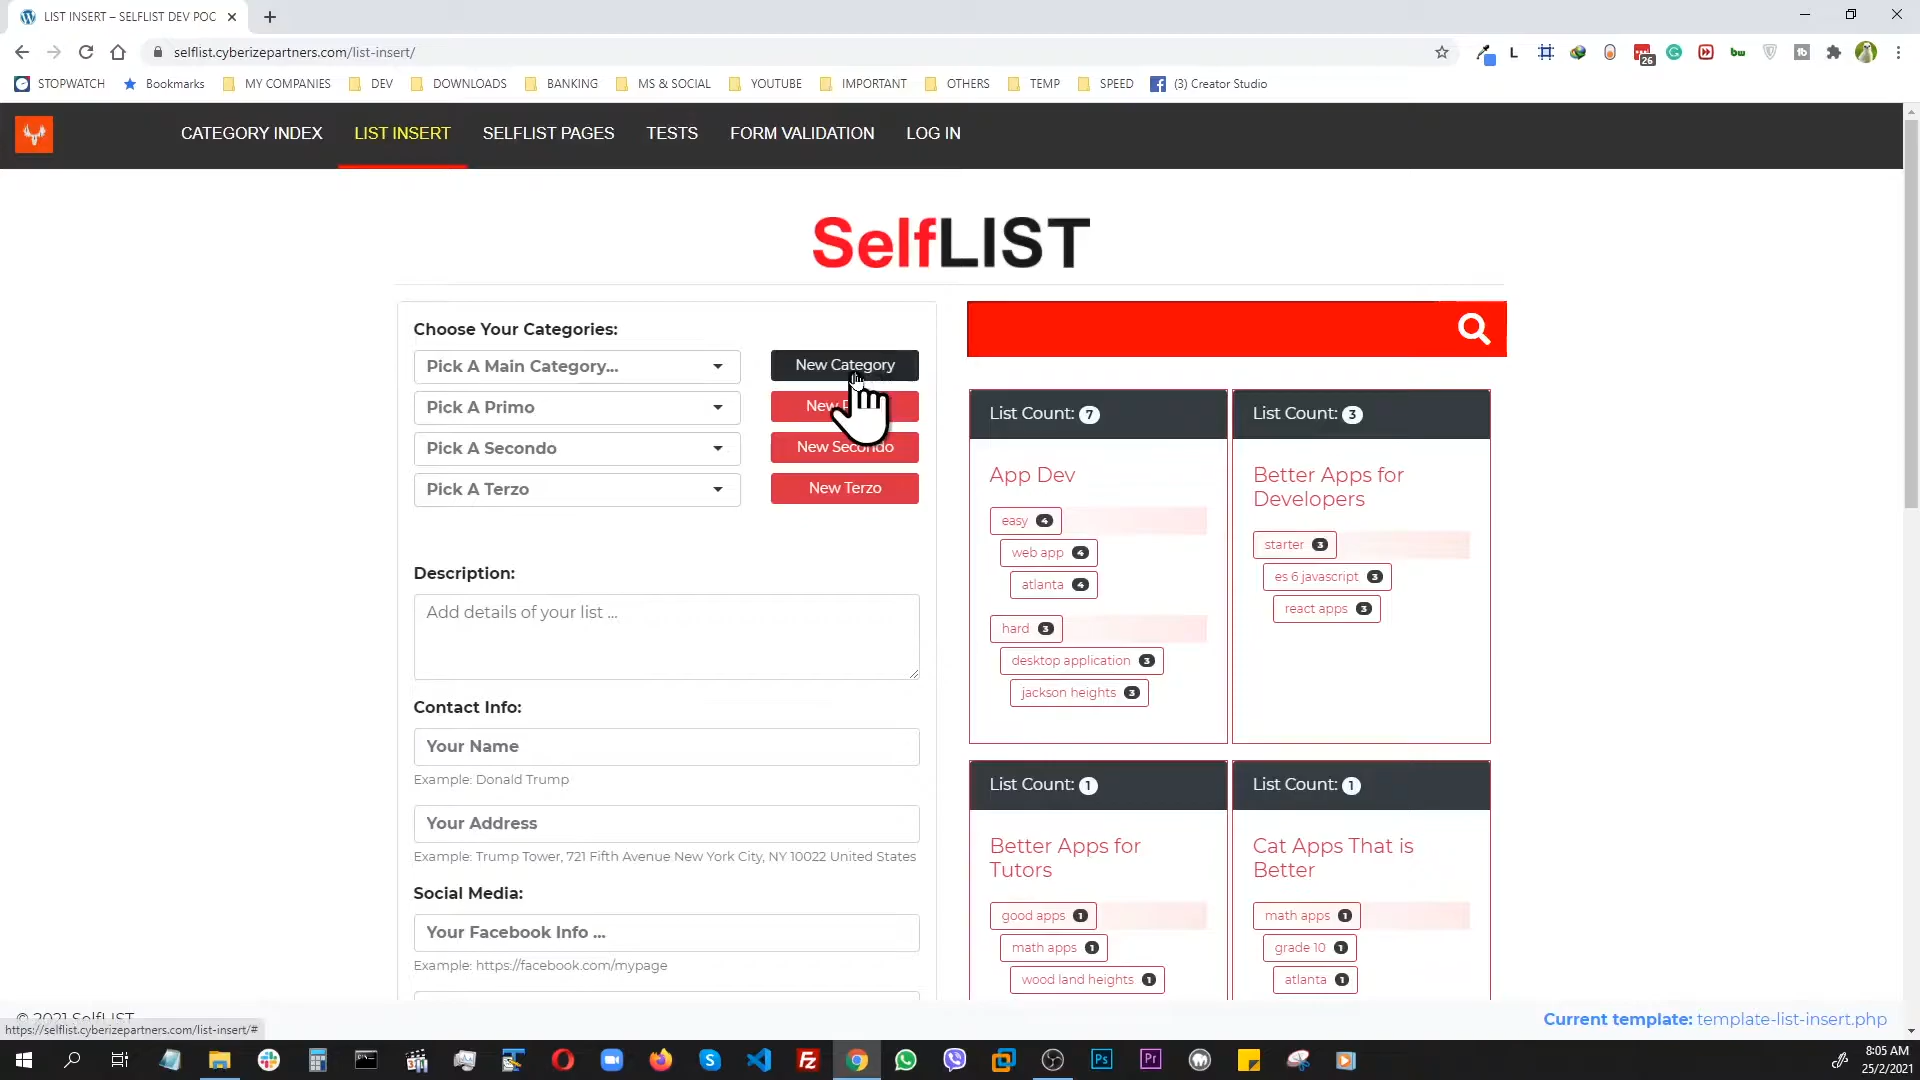 LIST INSERT – SELFLIST DEV POC
selflist.cyberizepartners.com/list-insert/
26
STOPWATCH
Bookmarks
MY COMPANIES
DEV
DOWNLOADS
BANKING
MS & SOCIAL
YOUTUBE
IMPORTANT
OTHERS
TEMP
SPEED
(3) Creator Studio
CATEGORY INDEX
LIST INSERT
SELFLIST PAGES
TESTS
FORM VALIDATION
LOG IN
SelfLIST
Choose Your Categories:
Pick A Main Category...
New Category
Pick A Primo
New
Pick A Secondo
New Secondo
Pick A Terzo
New Terzo
Description:
Add details of your list ...
Contact Info:
Your Name
Example: Donald Trump
Your Address
Example: Trump Tower, 721 Fifth Avenue New York City, NY 10022 United States
Social Media:
Your Facebook Info ...
Example: https://facebook.com/mypage
List Count: 7
App Dev
easy 4
web app 4
atlanta 4
hard 3
desktop application 3
jackson heights 3
List Count: 3
Better Apps for
Developers
starter 3
es 6 javascript 3
react apps 3
List Count: 1
Better Apps for
Tutors
good apps 1
math apps 1
wood land heights 1
List Count: 1
Cat Apps That is
Better
math apps 1
grade 10 1
atlanta 1
© 2021 SelfLIST
https://selflist.cyberizepartners.com/list-insert/#
Current template: template-list-insert.php
8:05 AM
25/2/2021